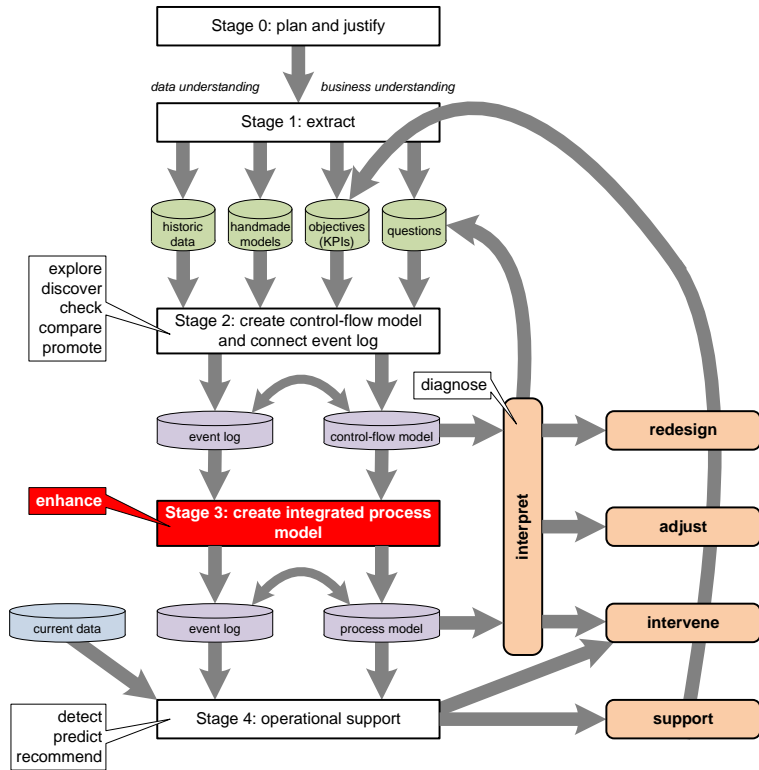 Stage 0: plan and justify
data understanding
business understanding
Stage 1: extract
historic
data
handmade
models
objectives
(KPIs)
questions
explore
discover
check
compare
promote
Stage 2: create control-flow model
and connect event log
diagnose
event log
control-flow model
redesign
enhance
Stage 3: create integrated process
model
interpret
adjust
current data
event log
process model
intervene
detect
predict
recommend
Stage 4: operational support
support